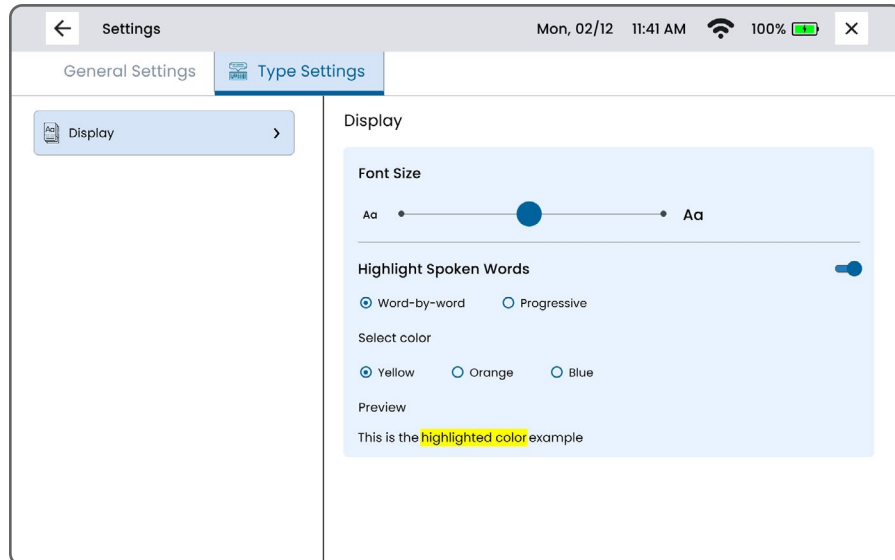 Settings
Mon, 02/12 11:41 AM 100%
General Settings Type Settings
Display
Display
Font Size
Aa Aa
Highlight Spoken Words
Word-by-word Progressive
Select color
Yellow Orange Blue
Preview
This is the highlighted color example